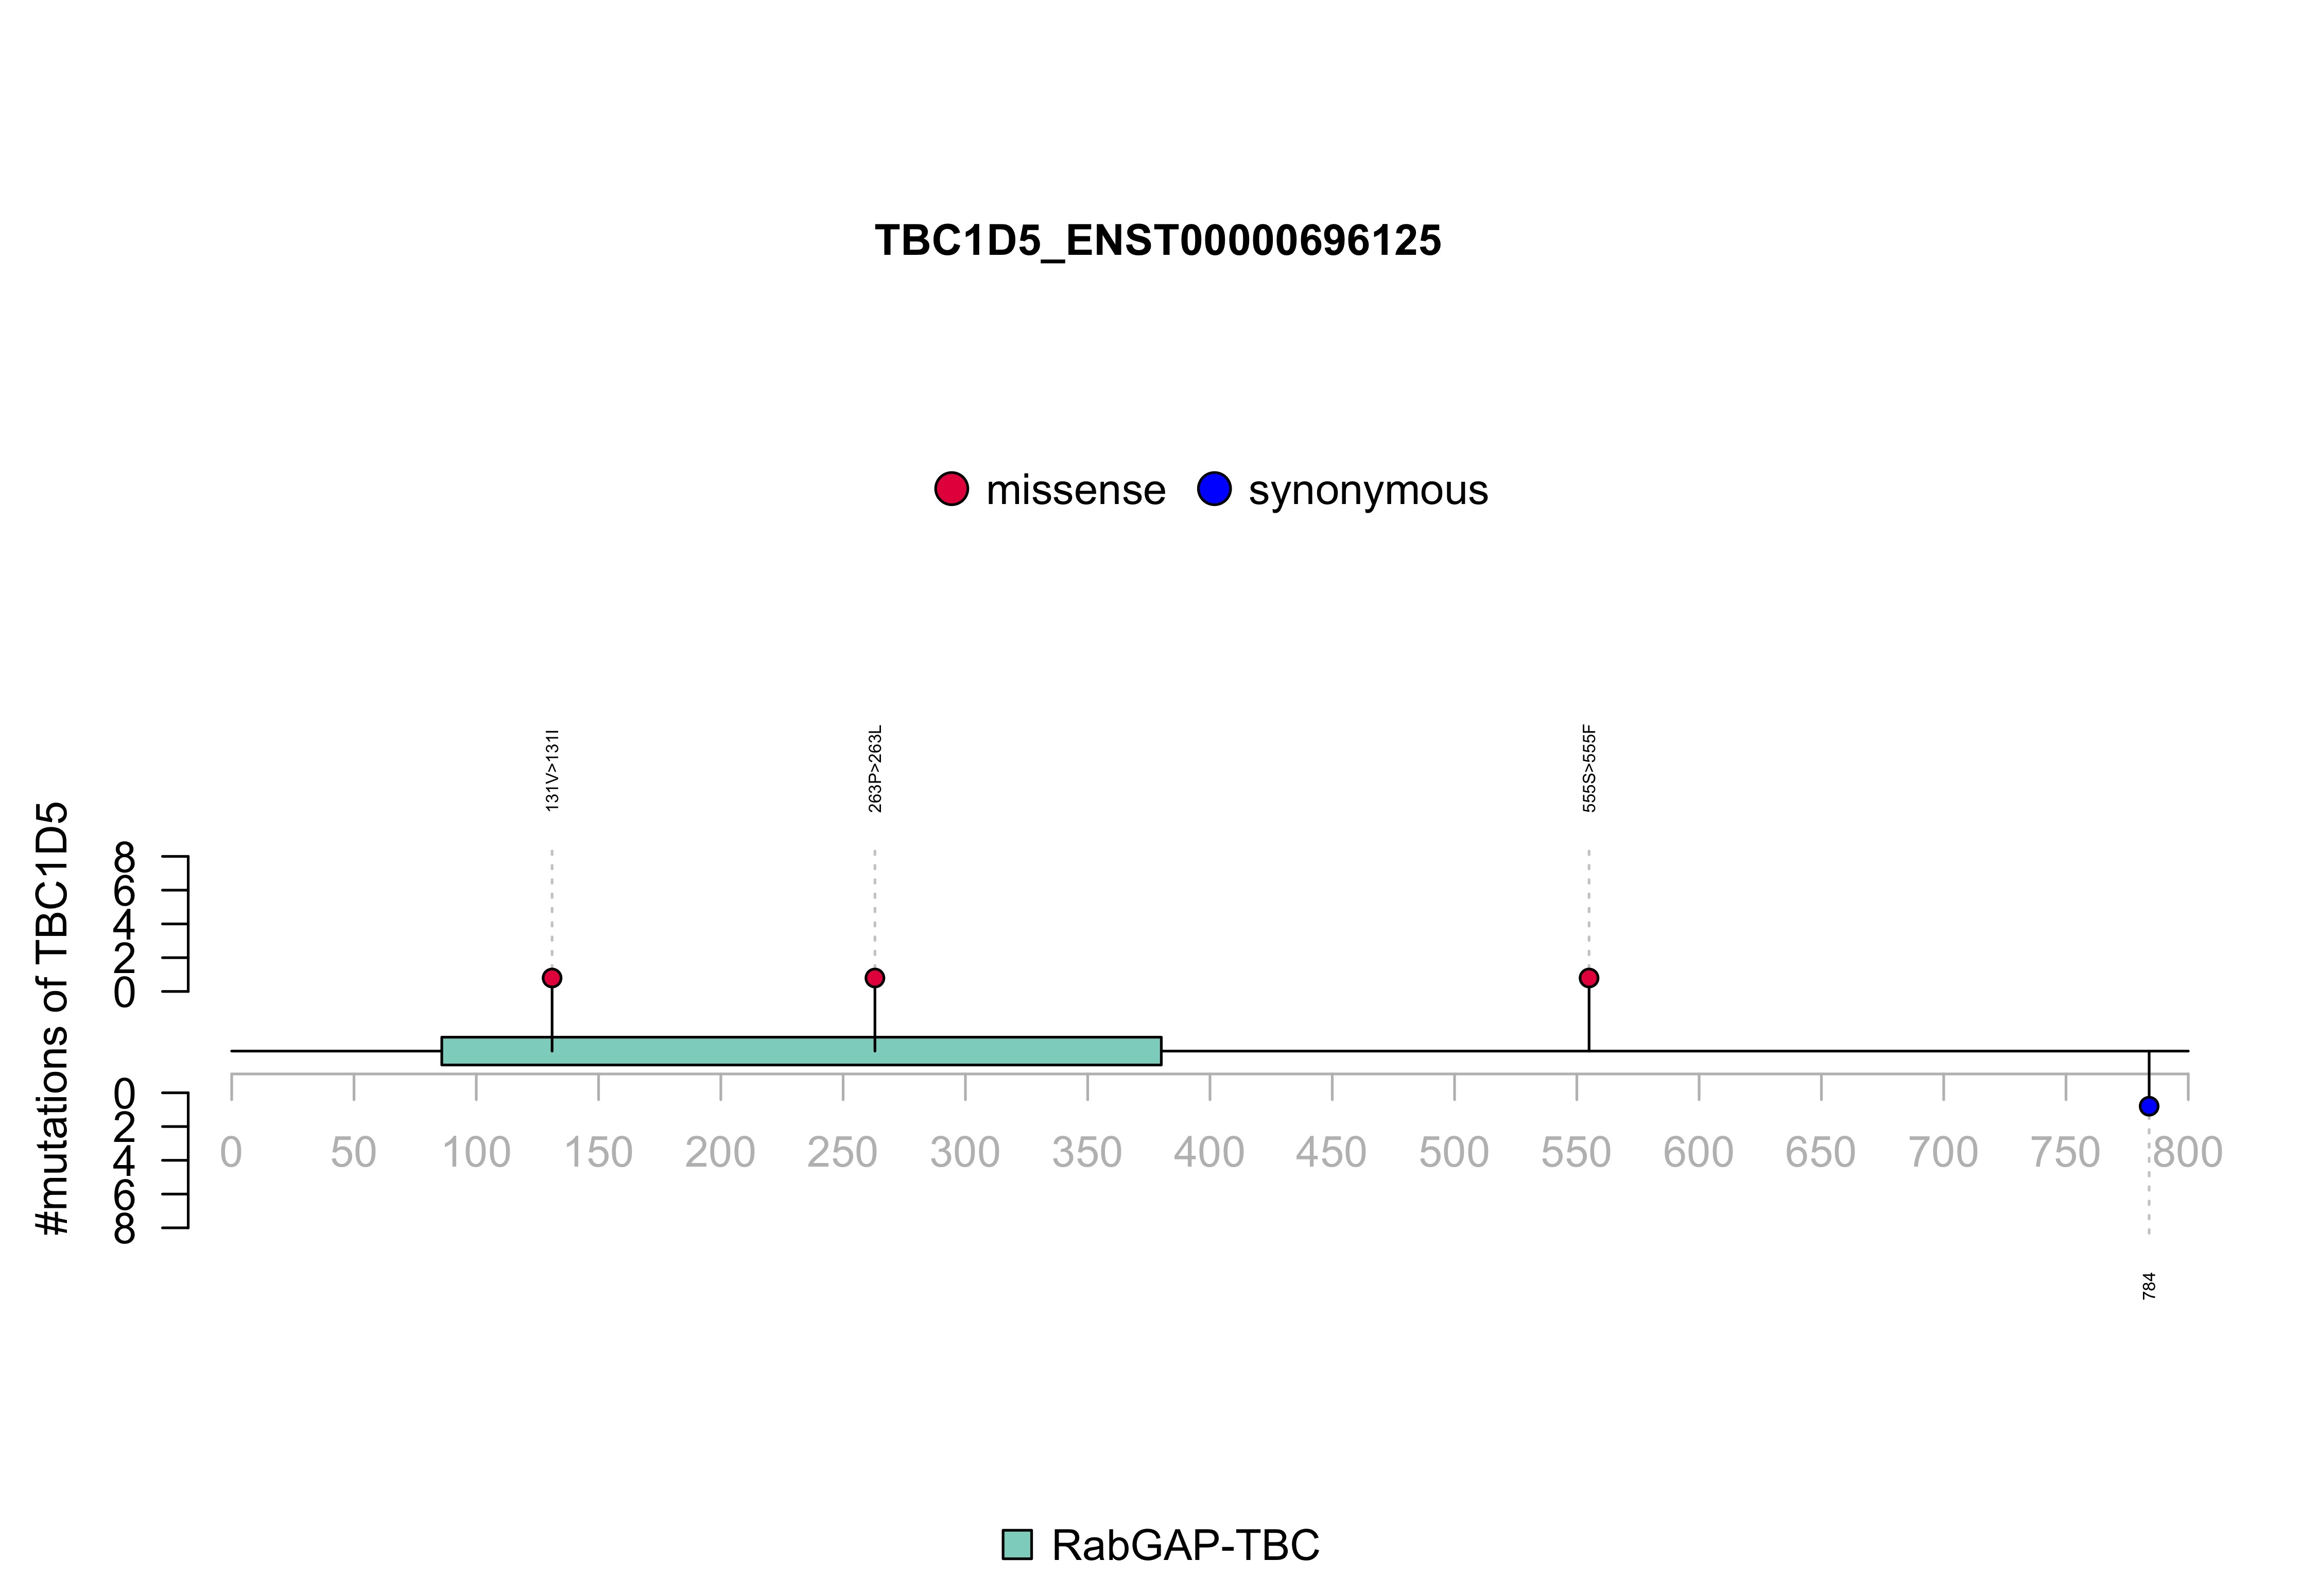 TBC1D5_ENST00000696125
missense
synonymous
131V>131I
263P>263L
555S>555F
#mutations of TBC1D5
8
6
4
2
0
0
2
4
6
8
0 50 100 150 200 250 300 350 400 450 500 550 600 650 700 750 800
784
RabGAP-TBC